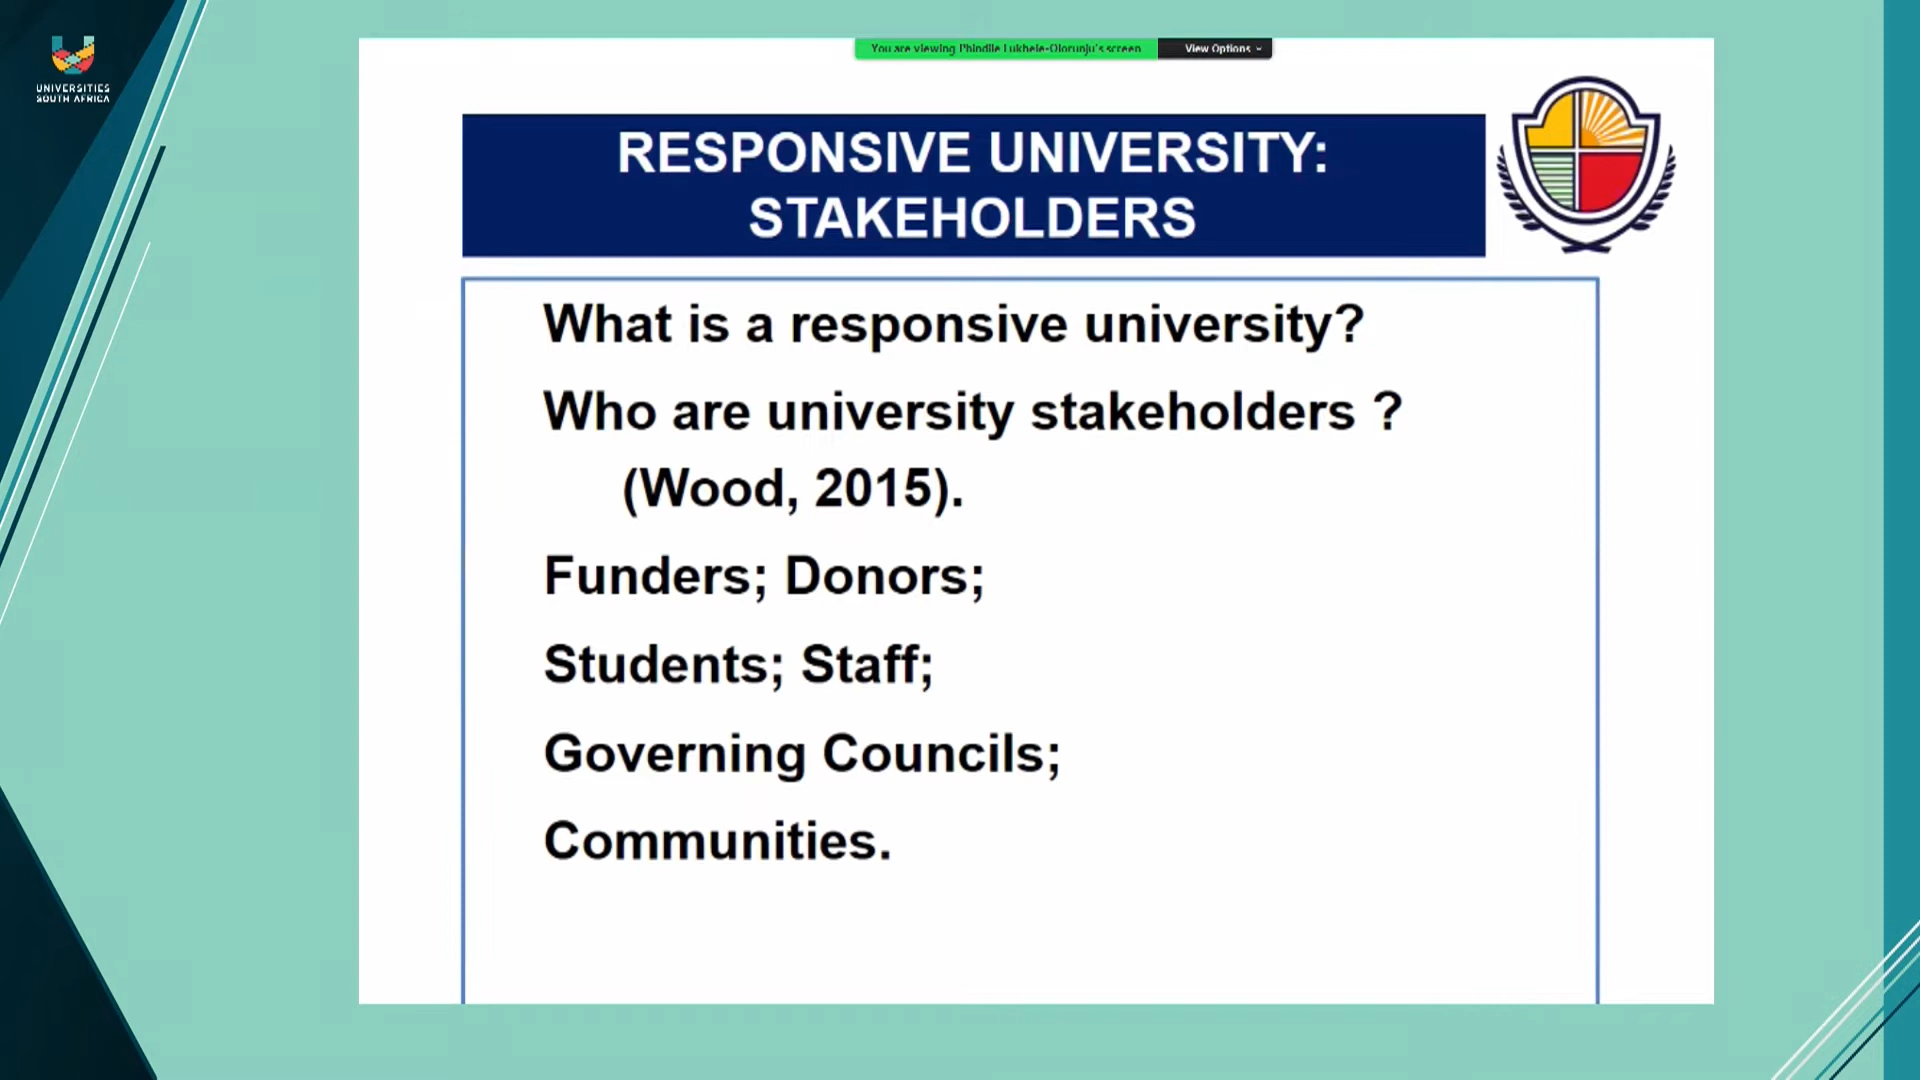 UNIVERSITIES
SOUTH AFRICA
You are viewing Phindile Lukhele-Olorunju's screen
View Options
RESPONSIVE UNIVERSITY:
STAKEHOLDERS
What is a responsive university?
Who are university stakeholders ?
(Wood, 2015).
Funders; Donors;
Students; Staff;
Governing Councils;
Communities.